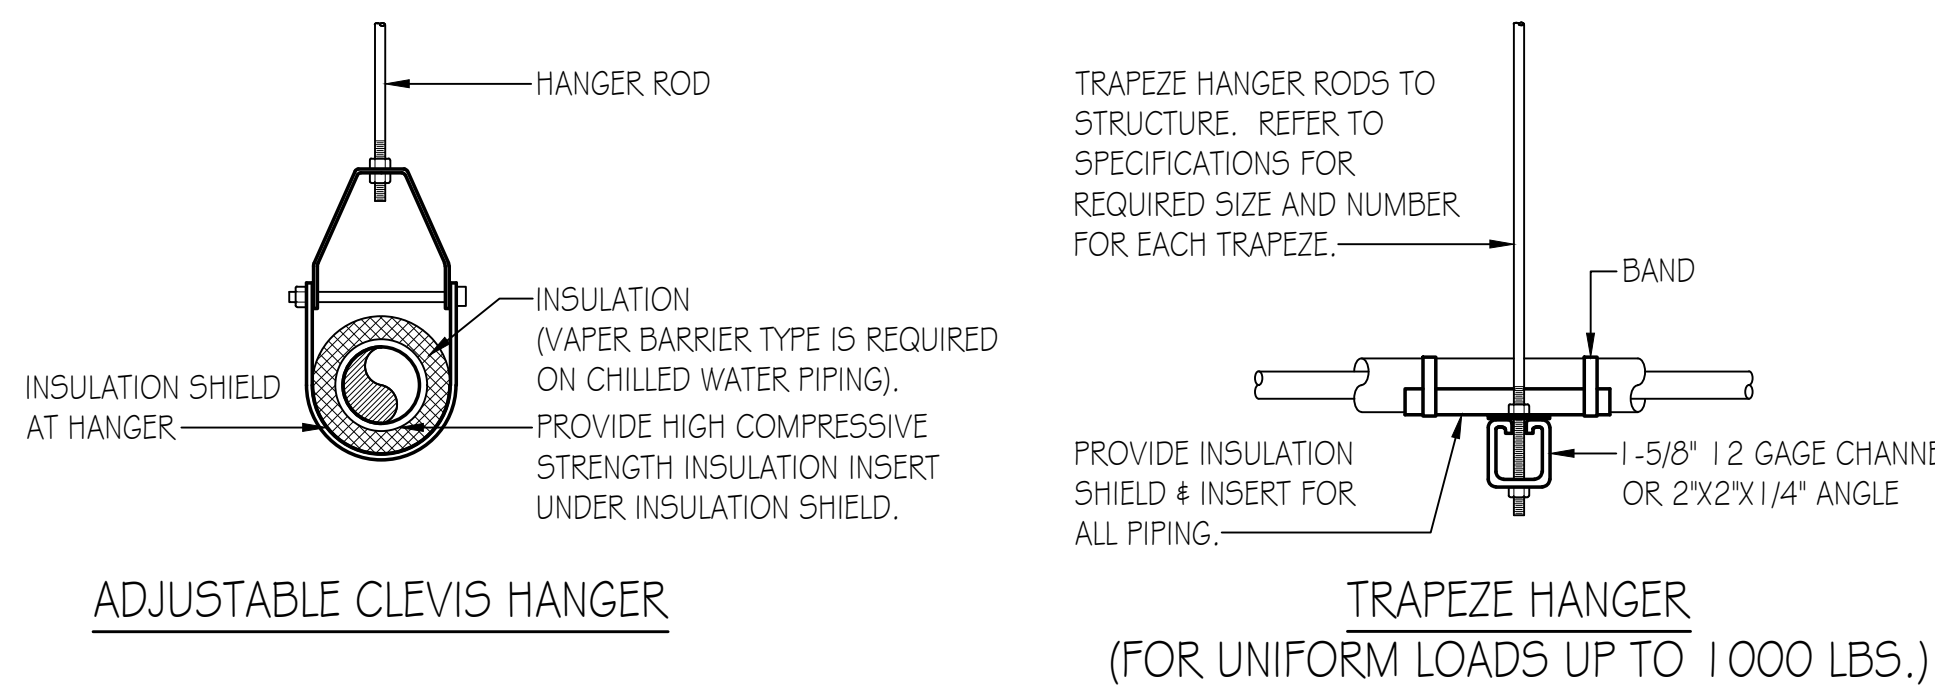 HANGER ROD
INSULATION
(VAPER BARRIER TYPE IS REQUIRED
ON CHILLED WATER PIPING).
INSULATION SHIELD
AT HANGER
PROVIDE HIGH COMPRESSIVE
STRENGTH INSULATION INSERT
UNDER INSULATION SHIELD.
ADJUSTABLE CLEVIS HANGER
TRAPEZE HANGER RODS TO
STRUCTURE. REFER TO
SPECIFICATIONS FOR
REQUIRED SIZE AND NUMBER
FOR EACH TRAPEZE.
BAND
PROVIDE INSULATION
SHIELD & INSERT FOR
ALL PIPING.
1-5/8" 12 GAGE CHANNE
OR 2"X2"X1/4" ANGLE
TRAPEZE HANGER
(FOR UNIFORM LOADS UP TO 1000 LBS.)